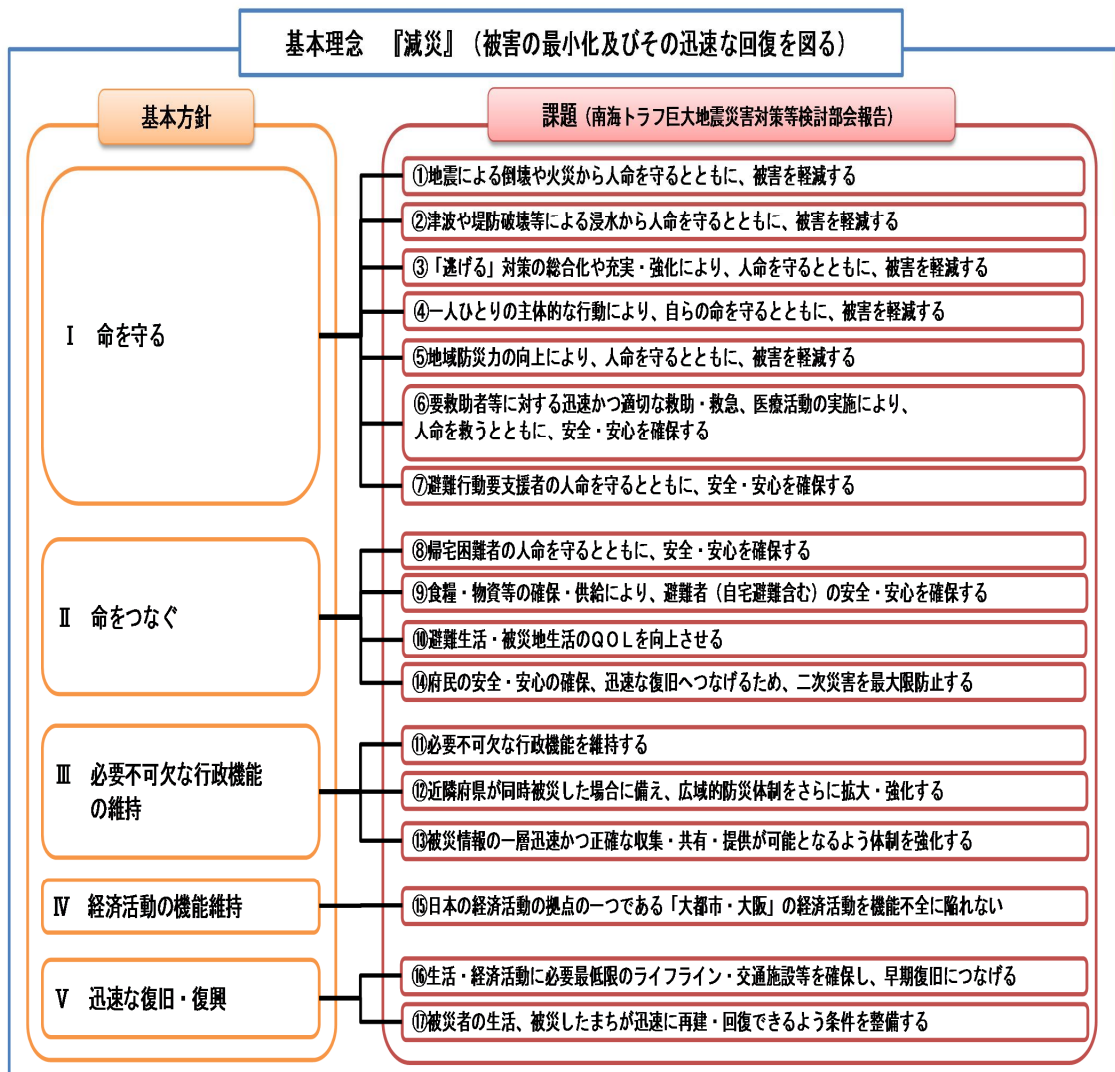 基本理念　『減災』（被害の最小化及びその迅速な回復を図る）
基本方針
課題（南海トラフ巨大地震災害対策等検討部会報告）
Ⅰ　命を守る
①地震による倒壊や火災から人命を守るとともに、被害を軽減する
②津波や堤防破壊等による浸水から人命を守るとともに、被害を軽減する
③「逃げる」対策の総合化や充実・強化により、人命を守るとともに、被害を軽減する
④一人ひとりの主体的な行動により、自らの命を守るとともに、被害を軽減する
⑤地域防災力の向上により、人命を守るとともに、被害を軽減する
⑥要救助者等に対する迅速かつ適切な救助・救急、医療活動の実施により、
人命を救うとともに、安全・安心を確保する
⑦避難行動要支援者の人命を守るとともに、安全・安心を確保する
Ⅱ　命をつなぐ
⑧帰宅困難者の人命を守るとともに、安全・安心を確保する
⑨食糧・物資等の確保・供給により、避難者（自宅避難含む）の安全・安心を確保する
⑩避難生活・被災地生活のＱＯＬを向上させる
⑭府民の安全・安心の確保、迅速な復旧へつなげるため、二次災害を最大限防止する
Ⅲ　必要不可欠な行政機能
の維持
⑪必要不可欠な行政機能を維持する
⑫近隣府県が同時被災した場合に備え、広域的防災体制をさらに拡大・強化する
⑬被災情報の一層迅速かつ正確な収集・共有・提供が可能となるよう体制を強化する
Ⅳ　経済活動の機能維持
⑮日本の経済活動の拠点の一つである「大都市・大阪」の経済活動を機能不全に陥れない
Ⅴ　迅速な復旧・復興
⑯生活・経済活動に必要最低限のライフライン・交通施設等を確保し、早期復旧につなげる
⑰被災者の生活、被災したまちが迅速に再建・回復できるよう条件を整備する